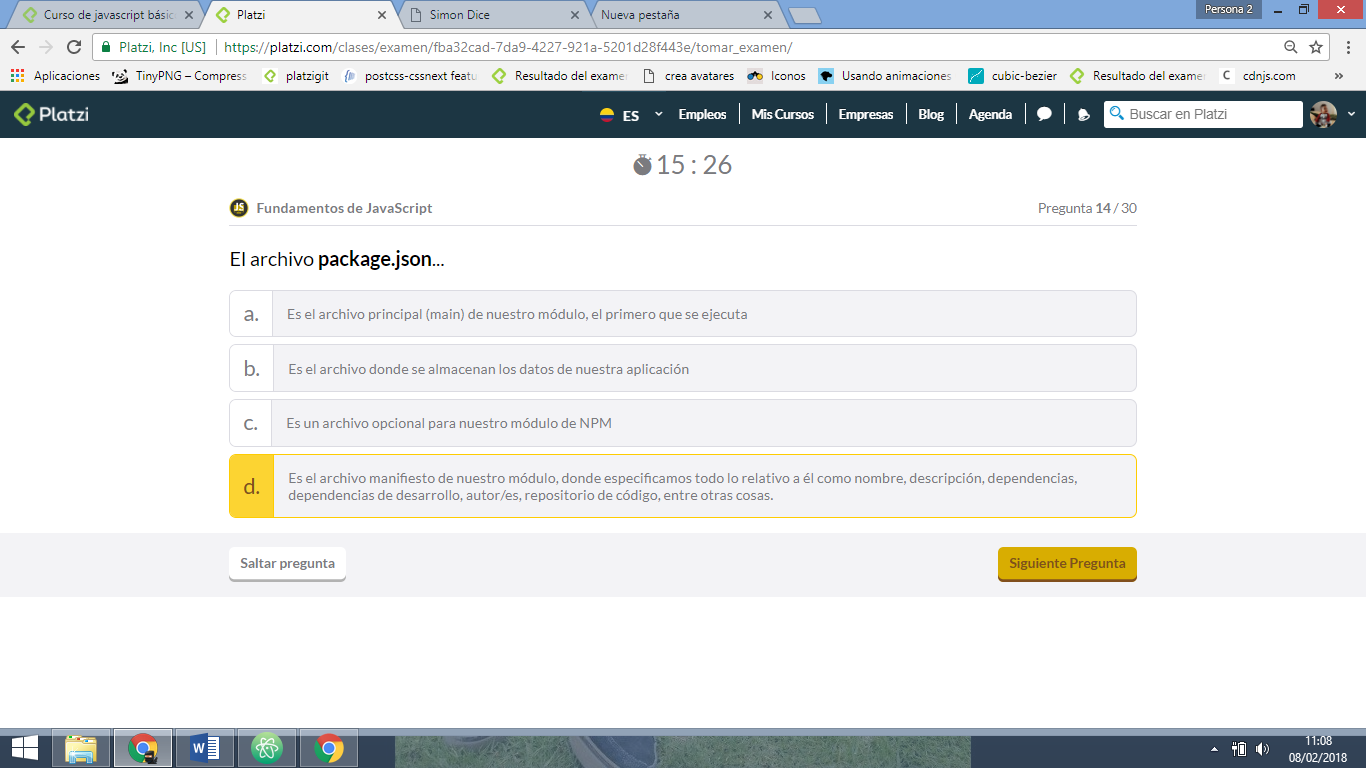 Curso de javascript básic
Platzi
Simon Dice
Nueva pestaña
Persona 2
Platzi, Inc [US]
https://platzi.com/clases/examen/fba32cad-7da9-4227-921a-5201d28f443e/tomar_examen/
Aplicaciones
TinyPNG – Compress
platzigit
postcss-cssnext featu
Resultado del exame
crea avatares
Iconos
Usando animaciones
cubic-bezier
Resultado del exame
C cdnjs.com
»
Platzi
ES
Empleos
Mis Cursos
Empresas
Blog
Agenda
Buscar en Platzi
15 : 26
JS Fundamentos de JavaScript
Pregunta 14 / 30
El archivo package.json...
a. Es el archivo principal (main) de nuestro módulo, el primero que se ejecuta
b. Es el archivo donde se almacenan los datos de nuestra aplicación
c. Es un archivo opcional para nuestro módulo de NPM
d. Es el archivo manifiesto de nuestro módulo, donde especificamos todo lo relativo a él como nombre, descripción, dependencias,
dependencias de desarrollo, autor/es, repositorio de código, entre otras cosas.
Saltar pregunta
Siguiente Pregunta
11:08
08/02/2018